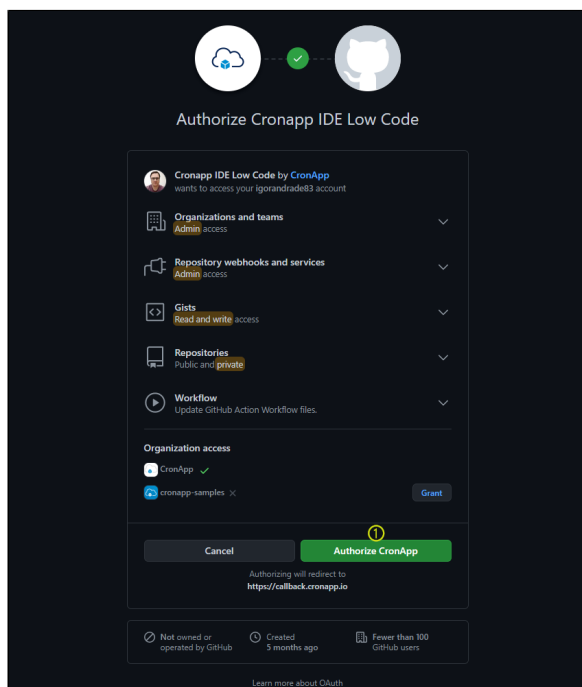 Authorize Cronapp IDE Low Code
Cronapp IDE Low Code by CronApp
wants to access your igorandrade83 account
Organizations and teams
Admin access
Repository webhooks and services
Admin access
Gists
Read and write access
Repositories
Public and private
Workflow
Update GitHub Action Workflow files.
Organization access
CronApp
cronapp-samples
Grant
1
Cancel
Authorize CronApp
Authorizing will redirect to
https://callback.cronapp.io
Not owned or
operated by GitHub
Created
5 months ago
Fewer than 100
GitHub users
Learn more about OAuth